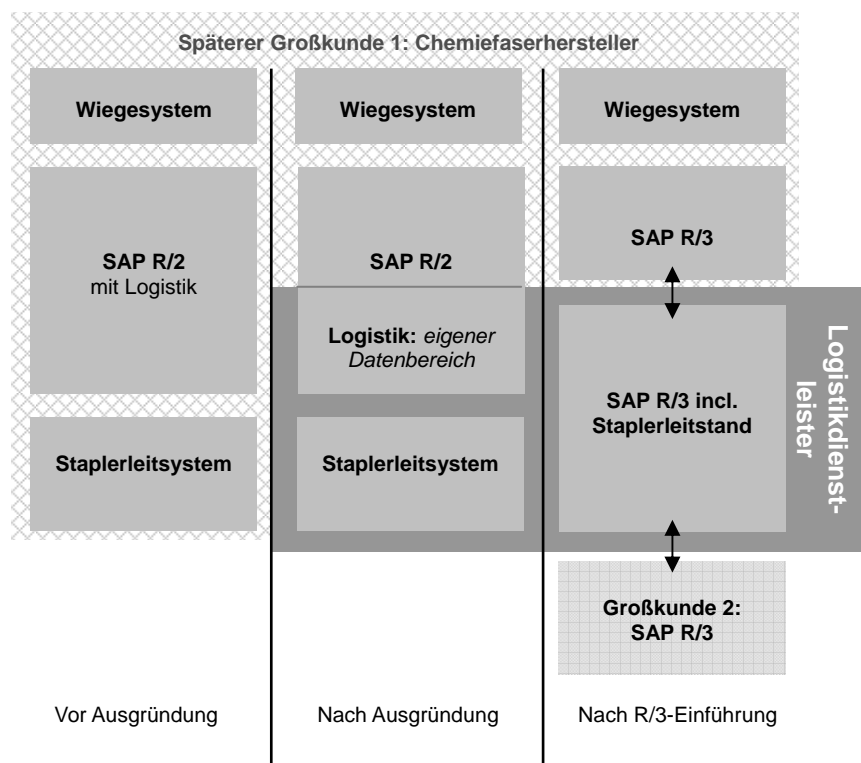 Späterer Großkunde 1: Chemiefaserhersteller
Wiegesystem
SAP R/2
mit Logistik
Staplerleitsystem
Wiegesystem
SAP R/2
Logistik: eigener
Datenbereich
Staplerleitsystem
Wiegesystem
SAP R/3
SAP R/3 incl.
Staplerleitstand
Logistikdienst-
leister
Großkunde 2:
SAP R/3
Vor Ausgründung
Nach Ausgründung
Nach R/3-Einführung